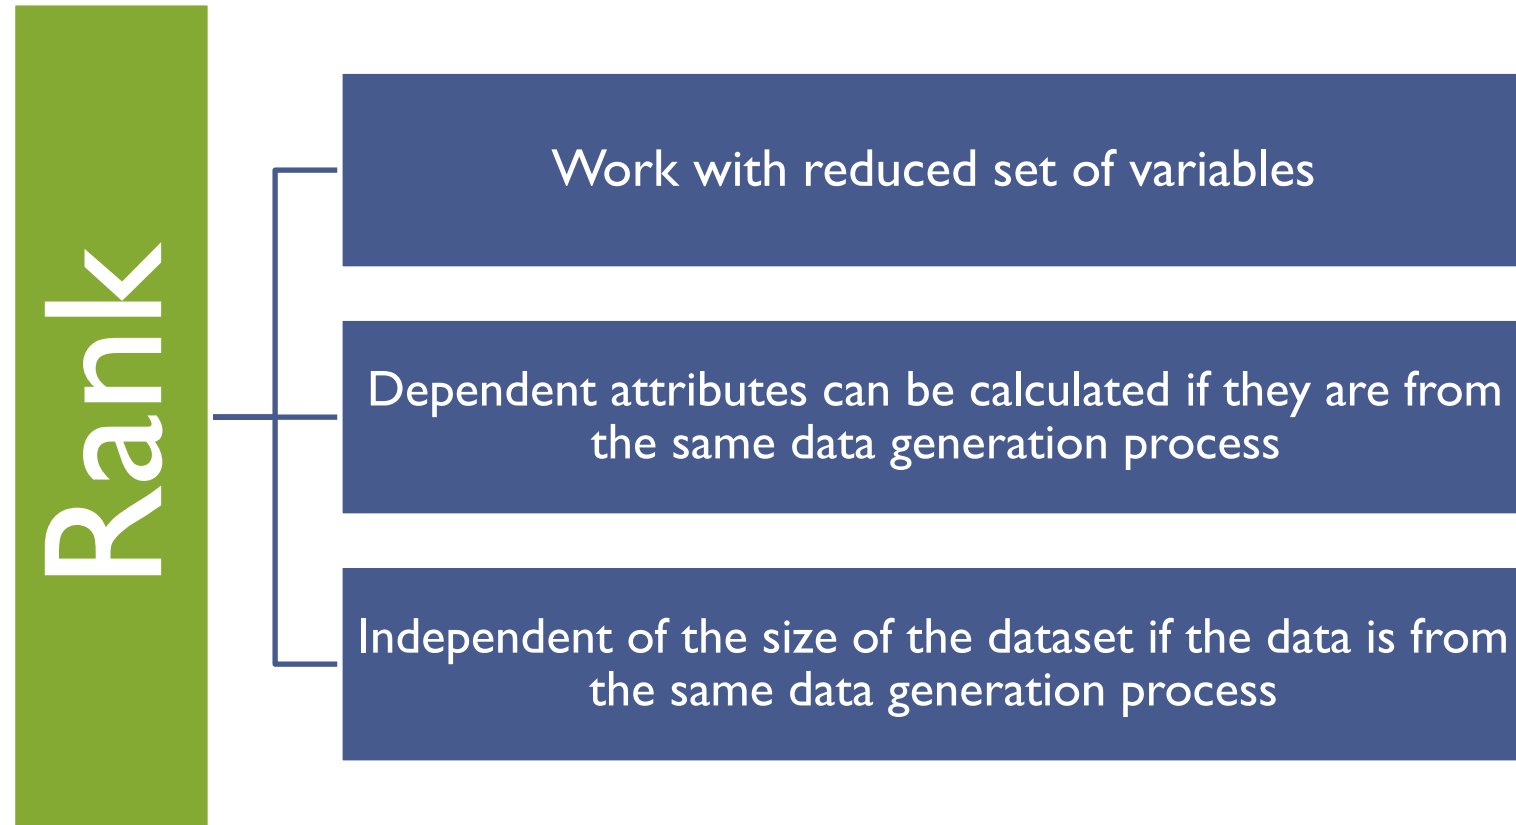 Rank
Work with reduced set of variables
Dependent attributes can be calculated if they are from
the same data generation process
Independent of the size of the dataset if the data is from
the same data generation process